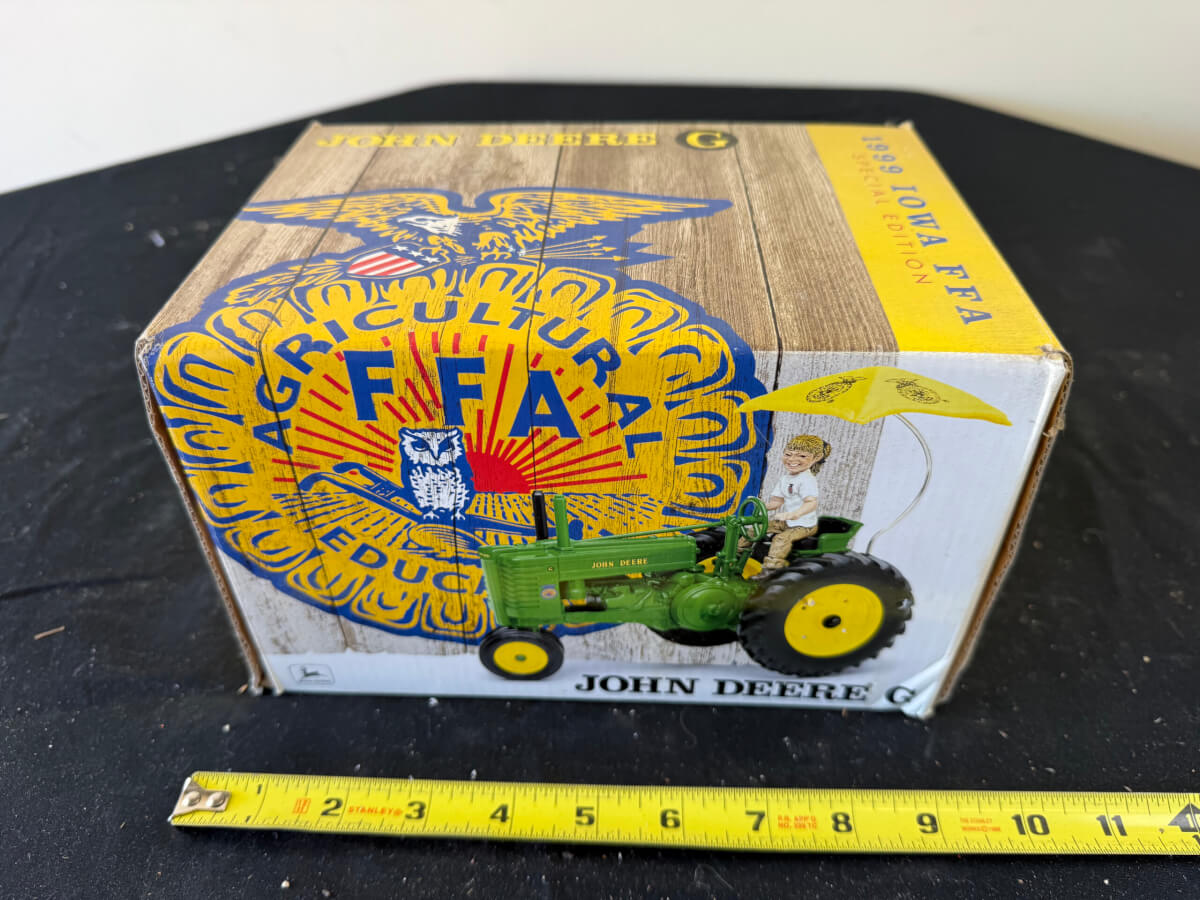 JOHN DEERE G
1999 IOWA FFA
SPECIAL EDITION
AGRICULTURAL
FFA
EDUC
JOHN DEERE
JOHN DEERE G
1 2 STANLEY® 3 4 5 6 7 8 9 10 11